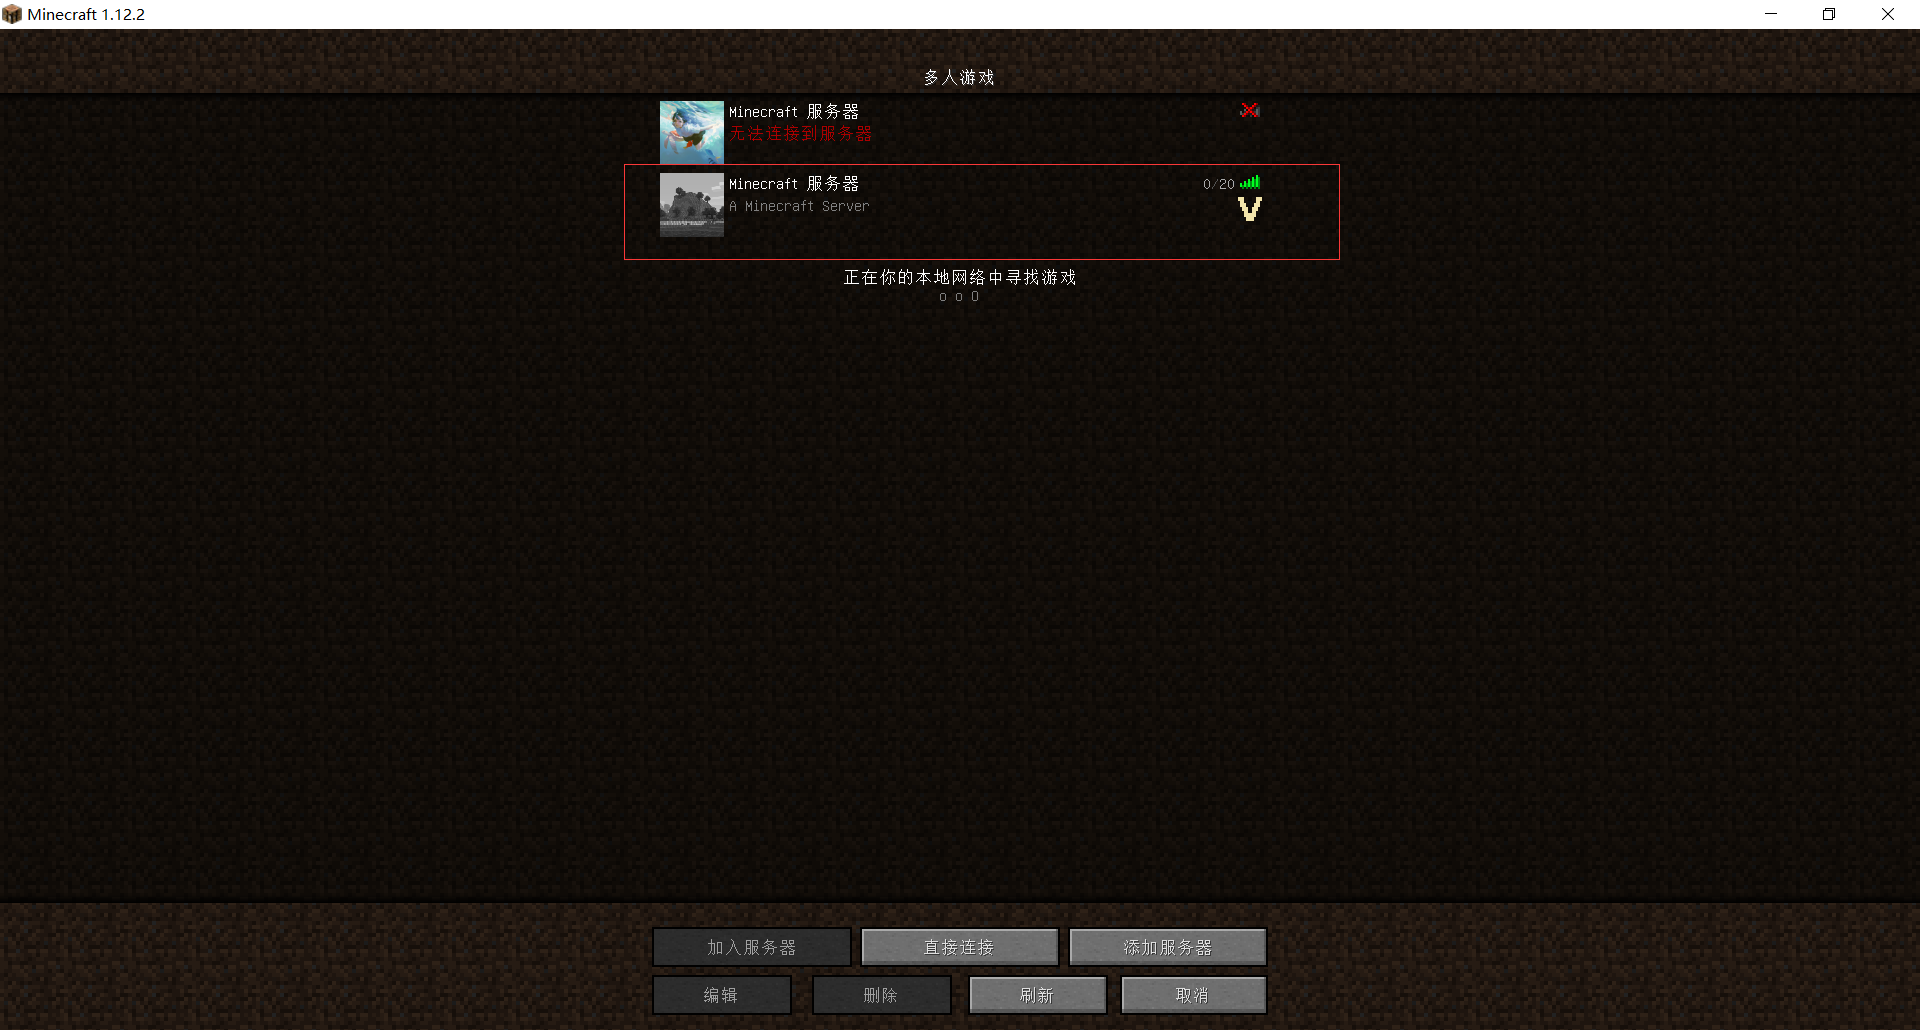 Minecraft 1.12.2
多人游戏
Minecraft 服务器
无法连接到服务器
Minecraft 服务器
0/20
A Minecraft Server
V
正在你的本地网络中寻找游戏
o o O
加入服务器
直接连接
添加服务器
编辑
删除
刷新
取消